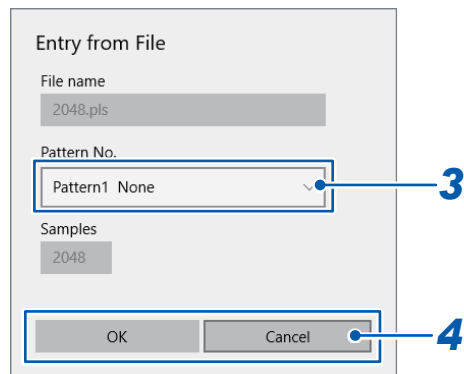 Entry from File
File name
2048.pls
Pattern No.
Pattern1 None
3
Samples
2048
OK Cancel
4